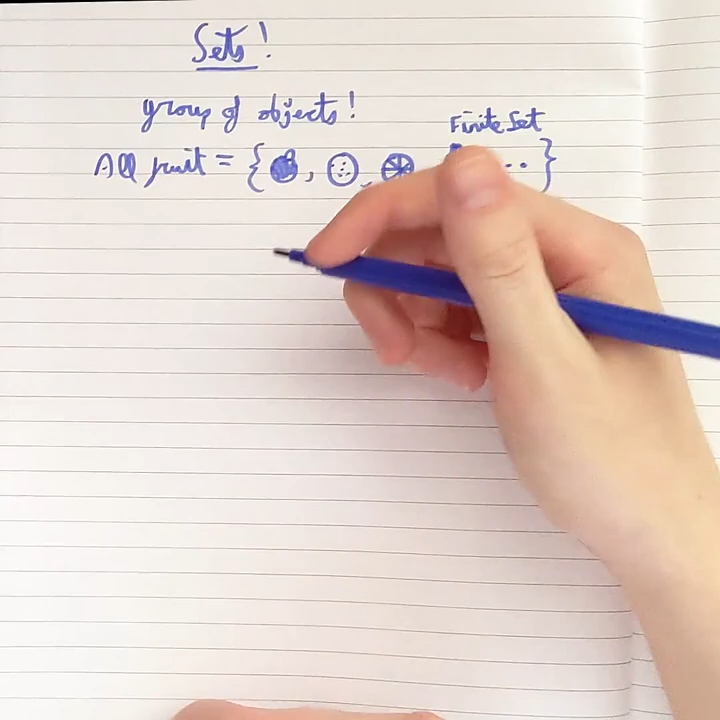 Sets!
group of objects!
Finite Set
All fruit = { , , .. }